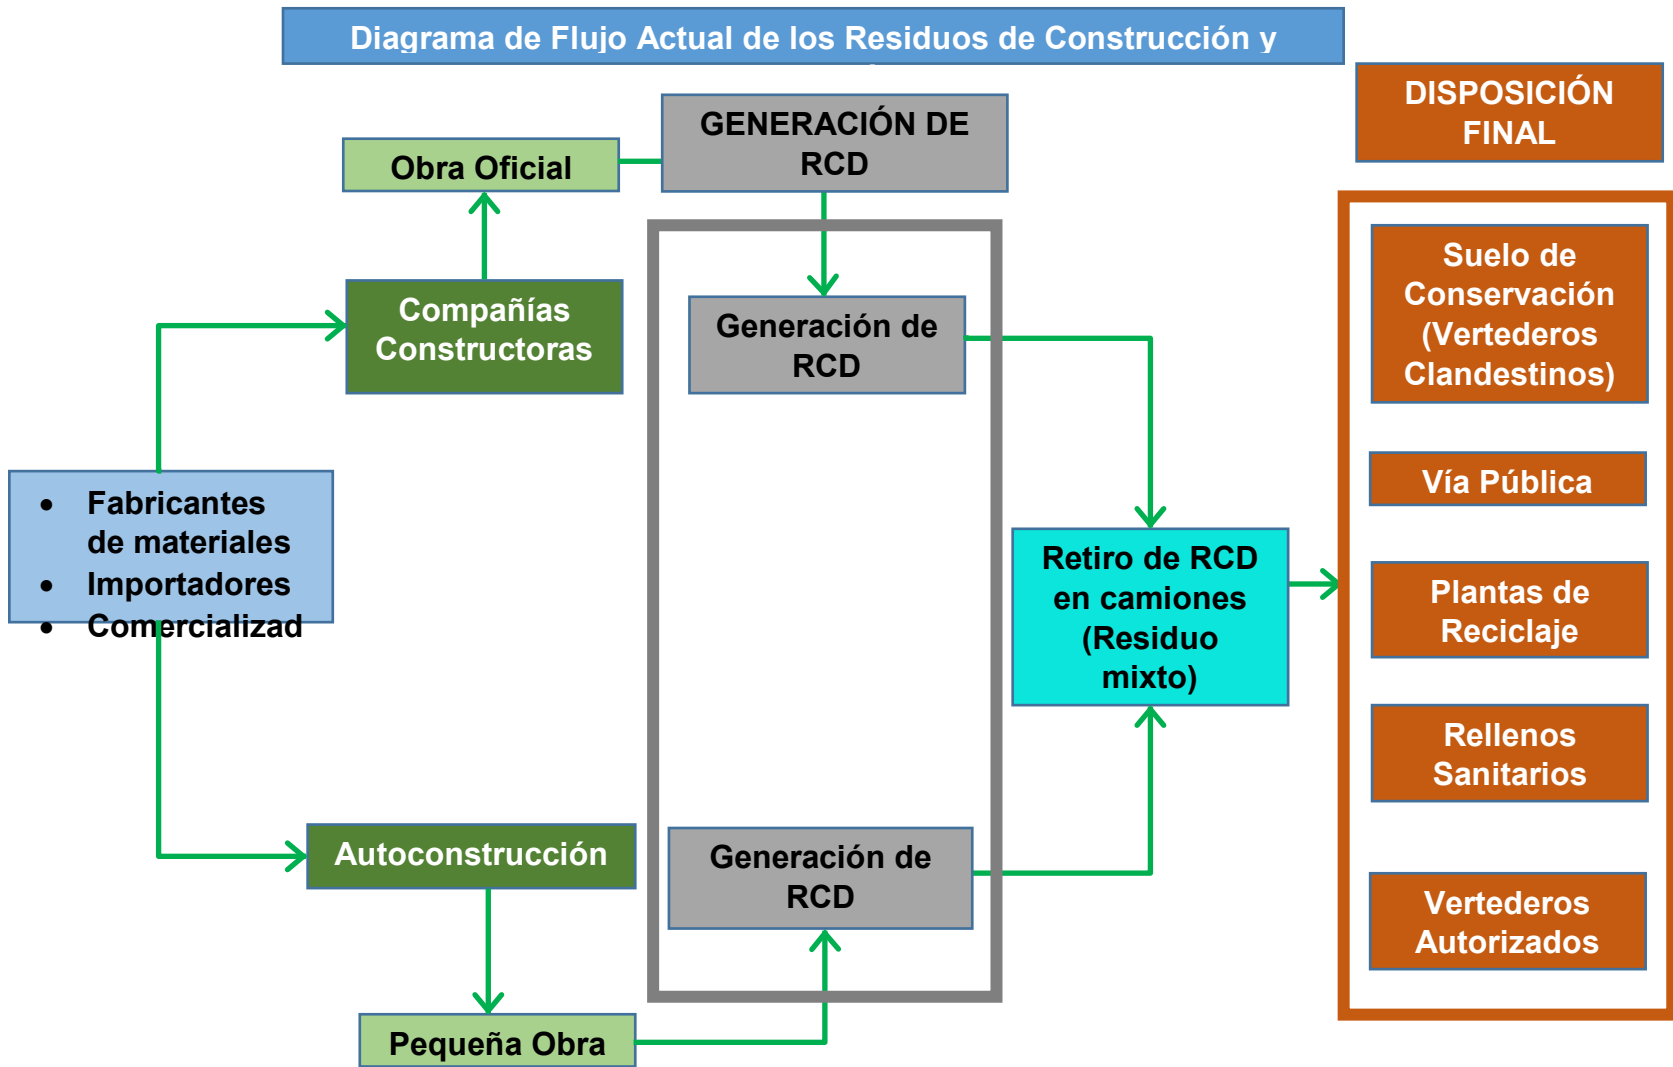 Diagrama de Flujo Actual de los Residuos de Construcción y
DISPOSICIÓN
FINAL
GENERACIÓN DE
RCD
Obra Oficial
Compañías
Constructoras
Generación de
RCD
Suelo de
Conservación
(Vertederos
Clandestinos)
Vía Pública
• Fabricantes
de materiales
• Importadores
• Comercializad
Retiro de RCD
en camiones
(Residuo
mixto)
Plantas de
Reciclaje
Rellenos
Sanitarios
Autoconstrucción
Generación de
RCD
Vertederos
Autorizados
Pequeña Obra